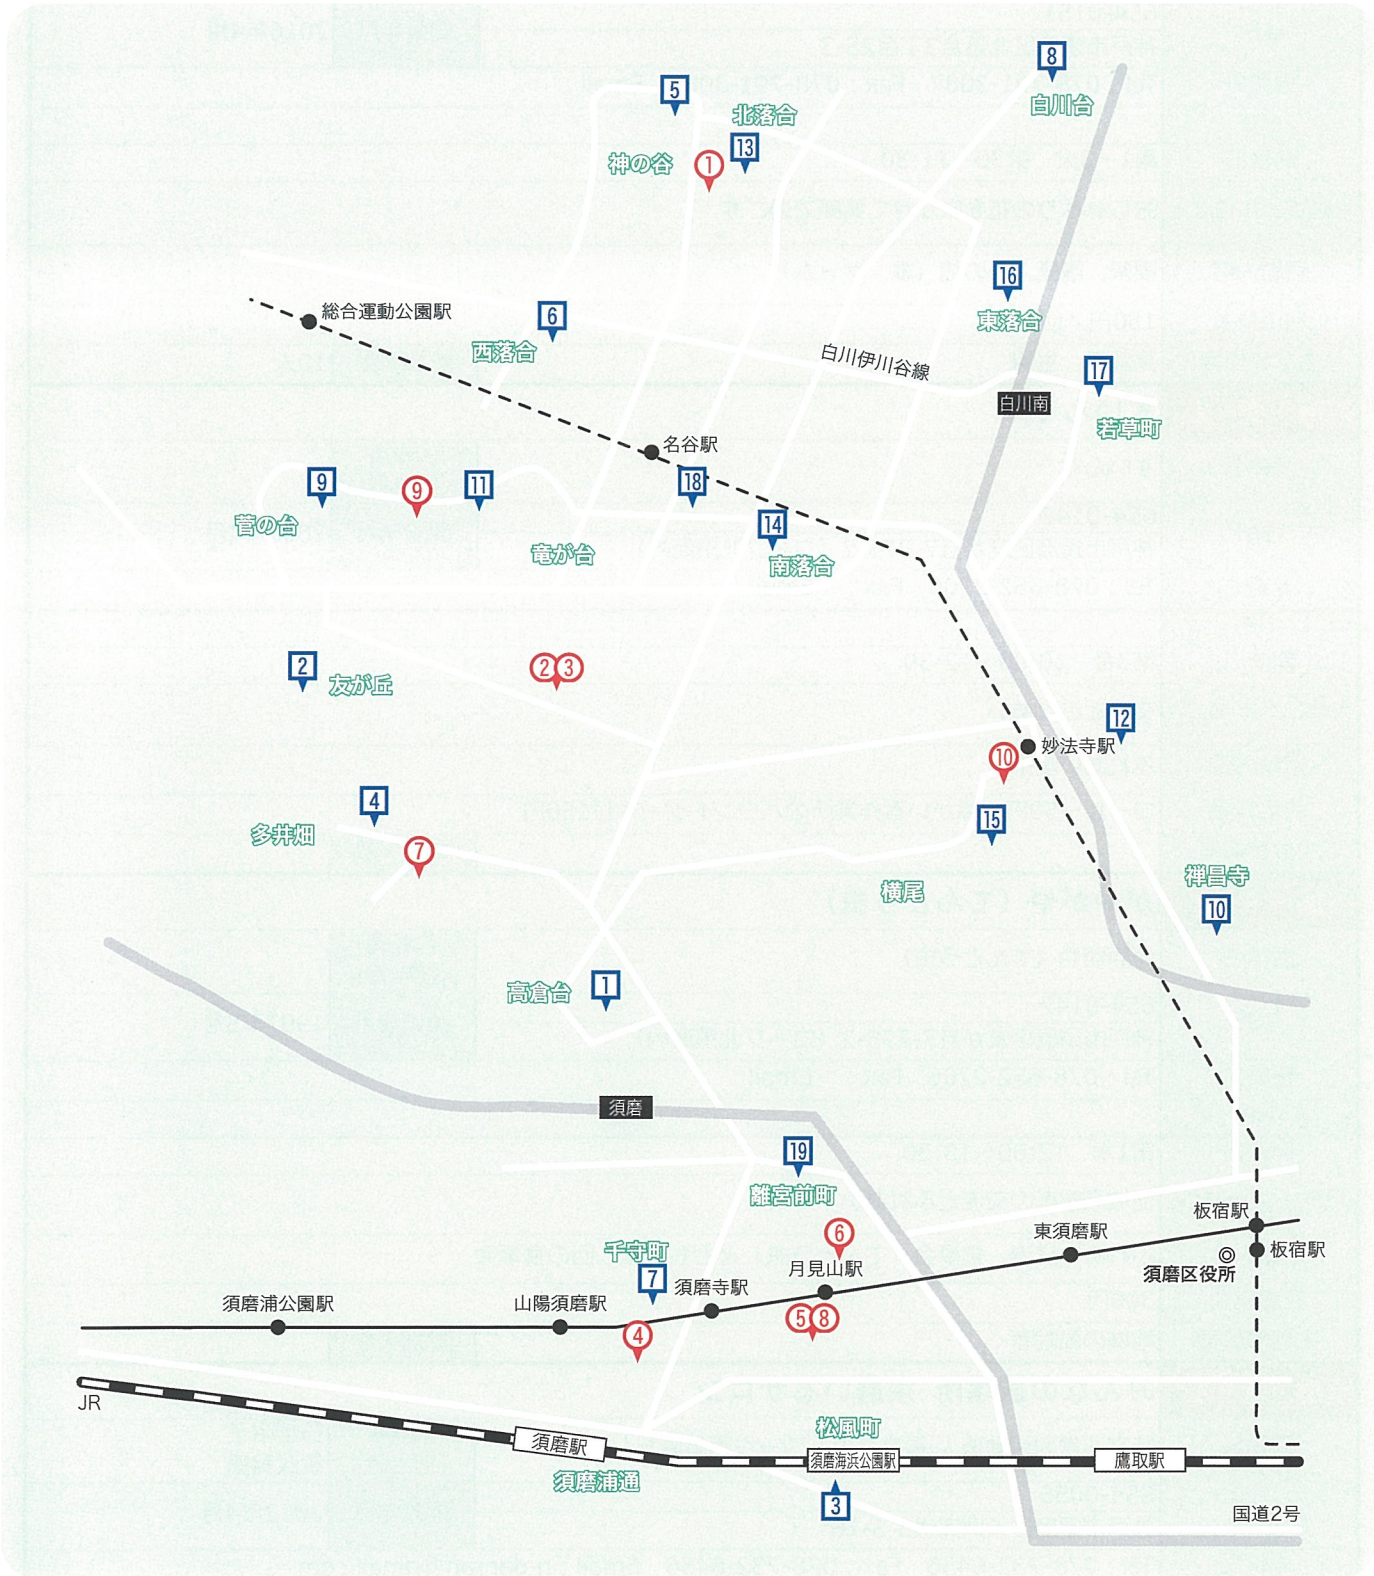 8
白川台
5
北落合
13
神の谷
1
16
東落合
総合運動公園駅
6
西落合
白川伊川谷線
17
白川南
若草町
名谷駅
9
菅の台
9
11
18
14
竜が台
南落合
2
友が丘
2 3
12
妙法寺駅
10
4
多井畑
15
7
横尾
禅昌寺
10
高倉台
1
須磨
19
離宮前町
6
千守町
7
須磨浦公園駅
山陽須磨駅
須磨寺駅
月見山駅
東須磨駅
板宿駅
板宿駅
須磨区役所
4
5 8
JR
須磨駅
須磨浦通
松風町
須磨海浜公園駅
鷹取駅
3
国道2号